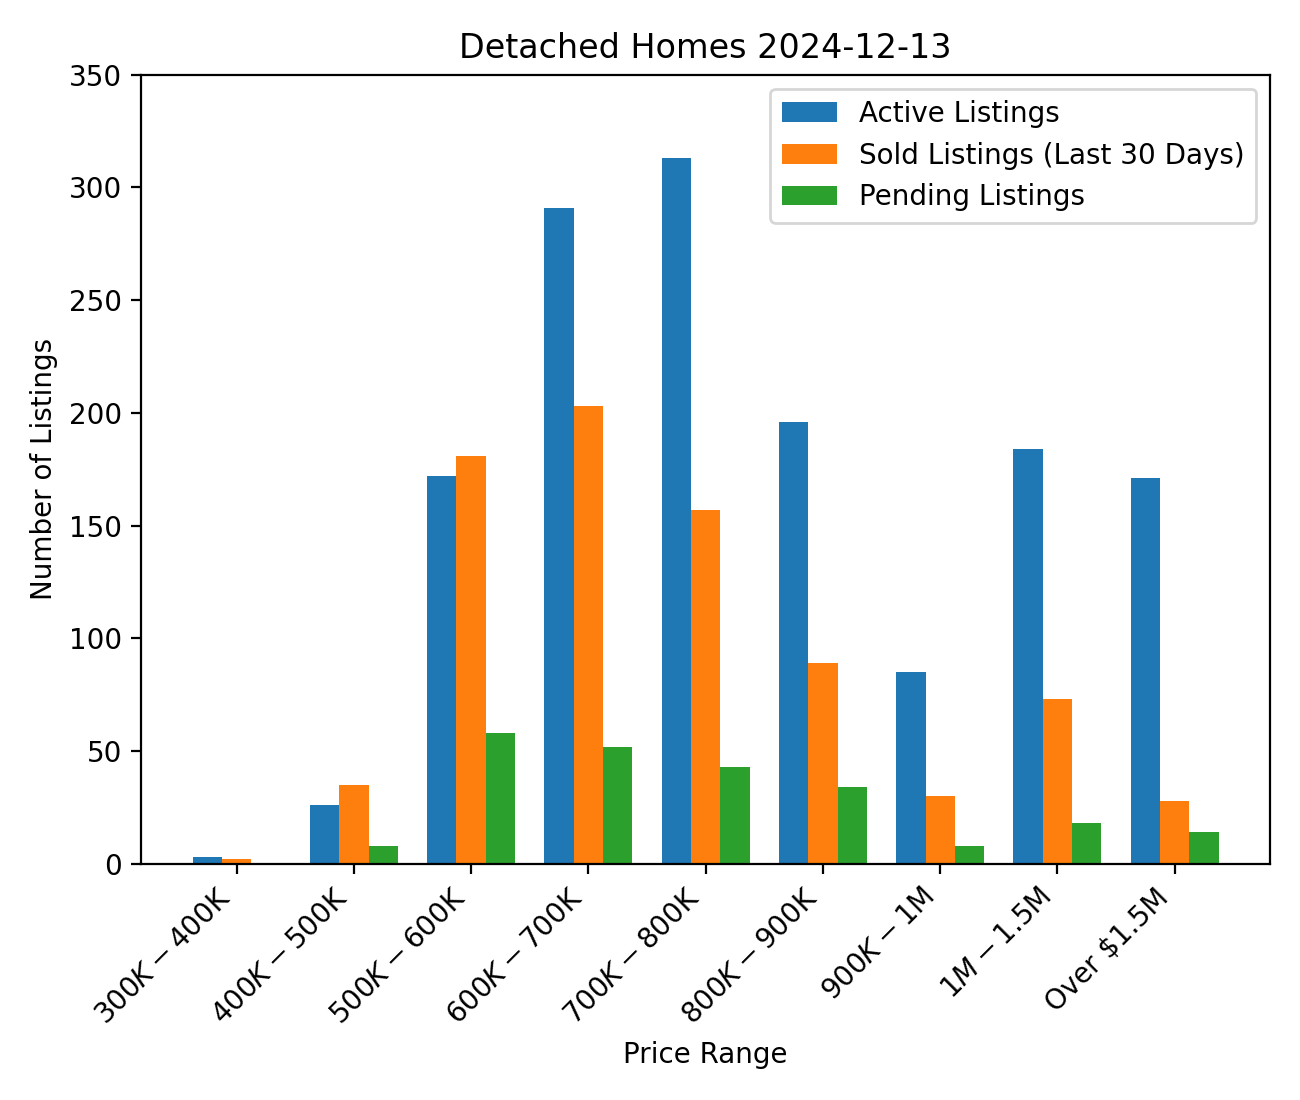 Detached Homes 2024-12-13
Active Listings
Sold Listings (Last 30 Days)
Pending Listings
Number of Listings
350
300
250
200
150
100
50
0
300K − 400K
400K − 500K
500K − 600K
600K − 700K
700K − 800K
800K − 900K
900K − 1M
1M − 1.5M
Over $1.5M
Price Range